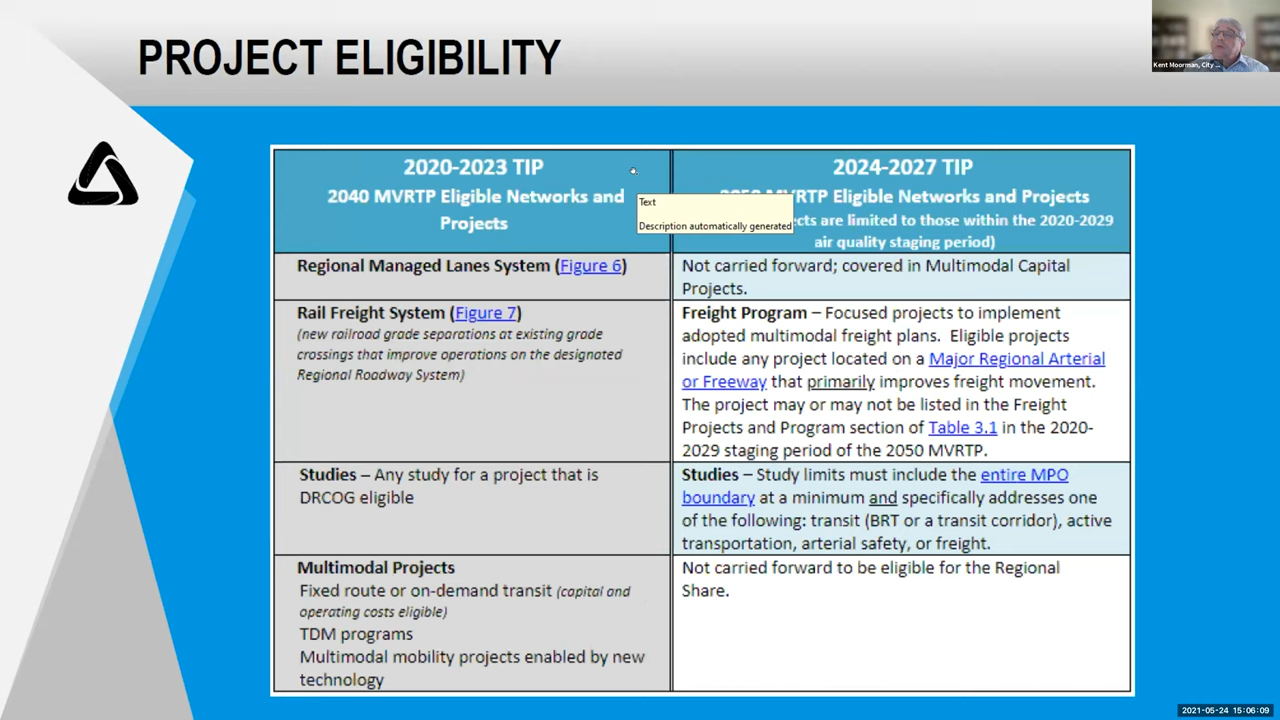 PROJECT ELIGIBILITY
Kent Moorman, City ...
2020-2023 TIP
2040 MVRTP Eligible Networks and
Projects
2024-2027 TIP
MVRTP Eligible Networks and Projects
are limited to those within the 2020-2029
air quality staging period)
Text
Description automatically generated
Regional Managed Lanes System (Figure 6)
Not carried forward; covered in Multimodal Capital
Projects.
Rail Freight System (Figure 7)
(new railroad grade separations at existing grade
crossings that improve operations on the designated
Regional Roadway System)
Freight Program – Focused projects to implement
adopted multimodal freight plans. Eligible projects
include any project located on a Major Regional Arterial
or Freeway that primarily improves freight movement.
The project may or may not be listed in the Freight
Projects and Program section of Table 3.1 in the 2020-
2029 staging period of the 2050 MVRTP.
Studies – Any study for a project that is
DRCOG eligible
Studies – Study limits must include the entire MPO
boundary at a minimum and specifically addresses one
of the following: transit (BRT or a transit corridor), active
transportation, arterial safety, or freight.
Multimodal Projects
Fixed route or on-demand transit (capital and
operating costs eligible)
TDM programs
Multimodal mobility projects enabled by new
technology
Not carried forward to be eligible for the Regional
Share.
2021-05-24 15:06:09